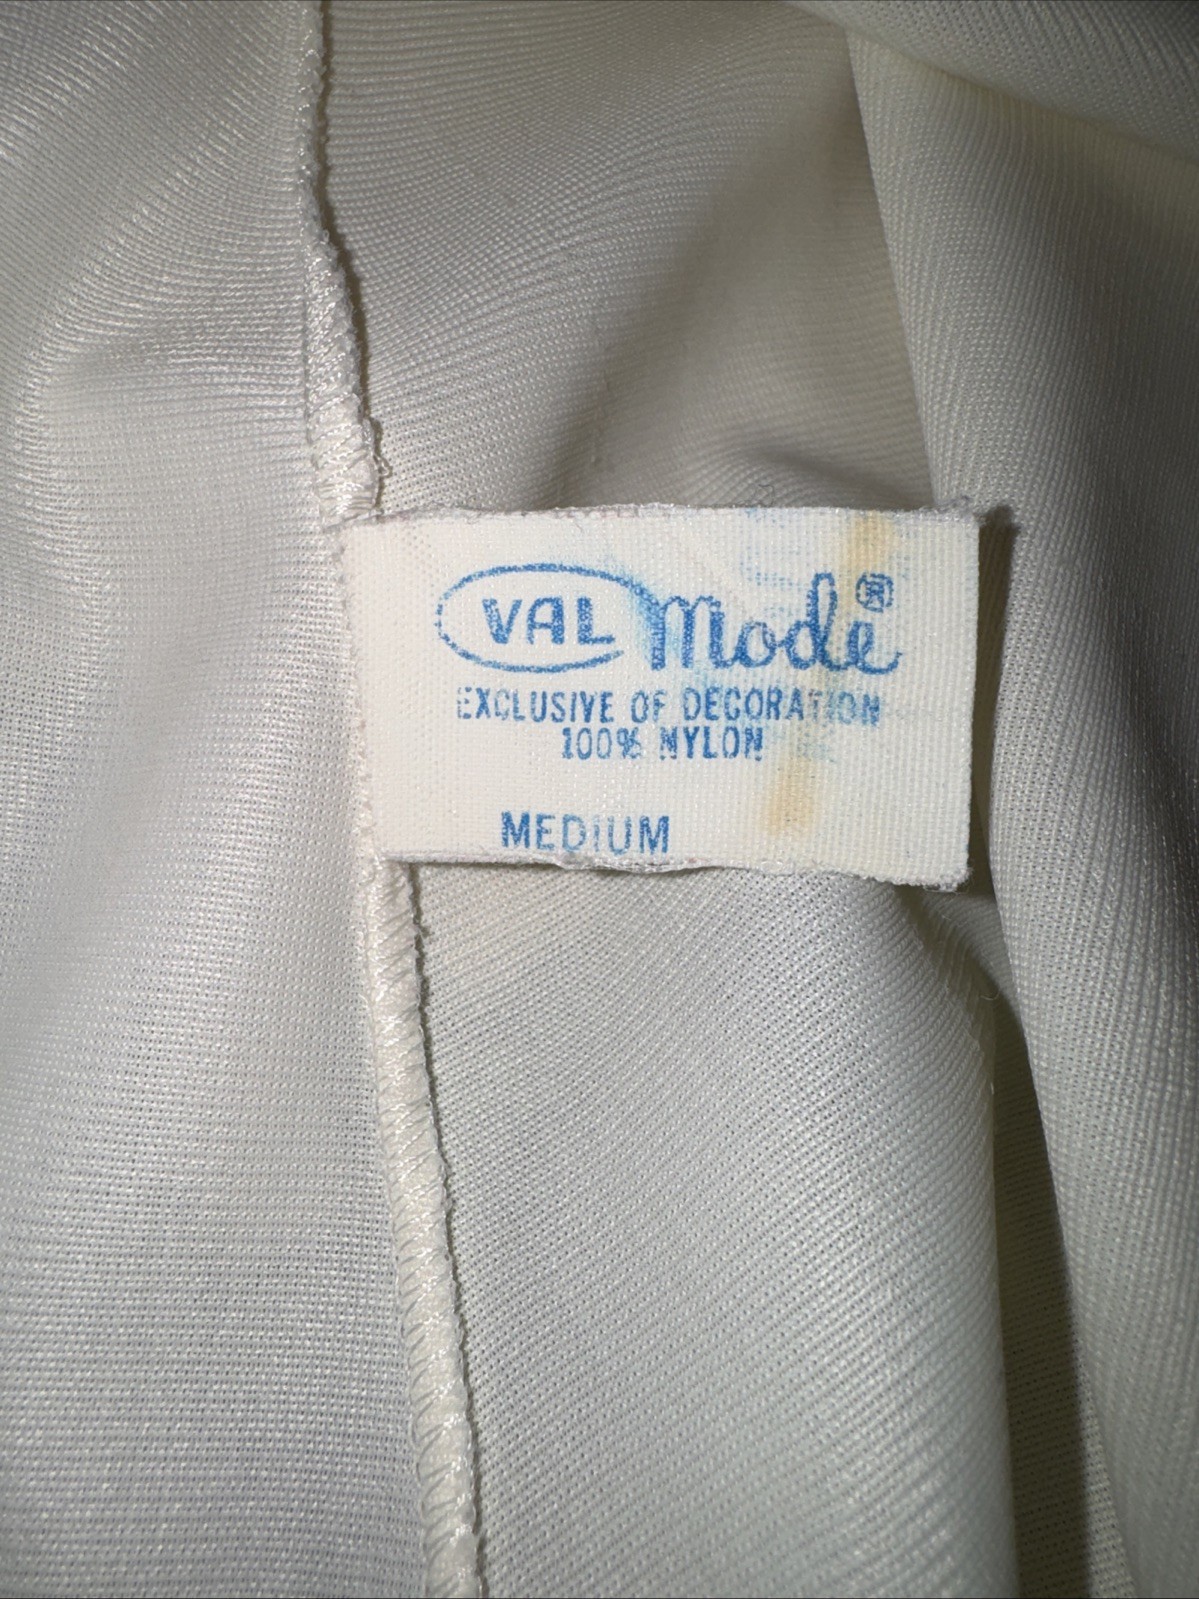 VAL Mode®
EXCLUSIVE OF DECORATION
100% NYLON
MEDIUM